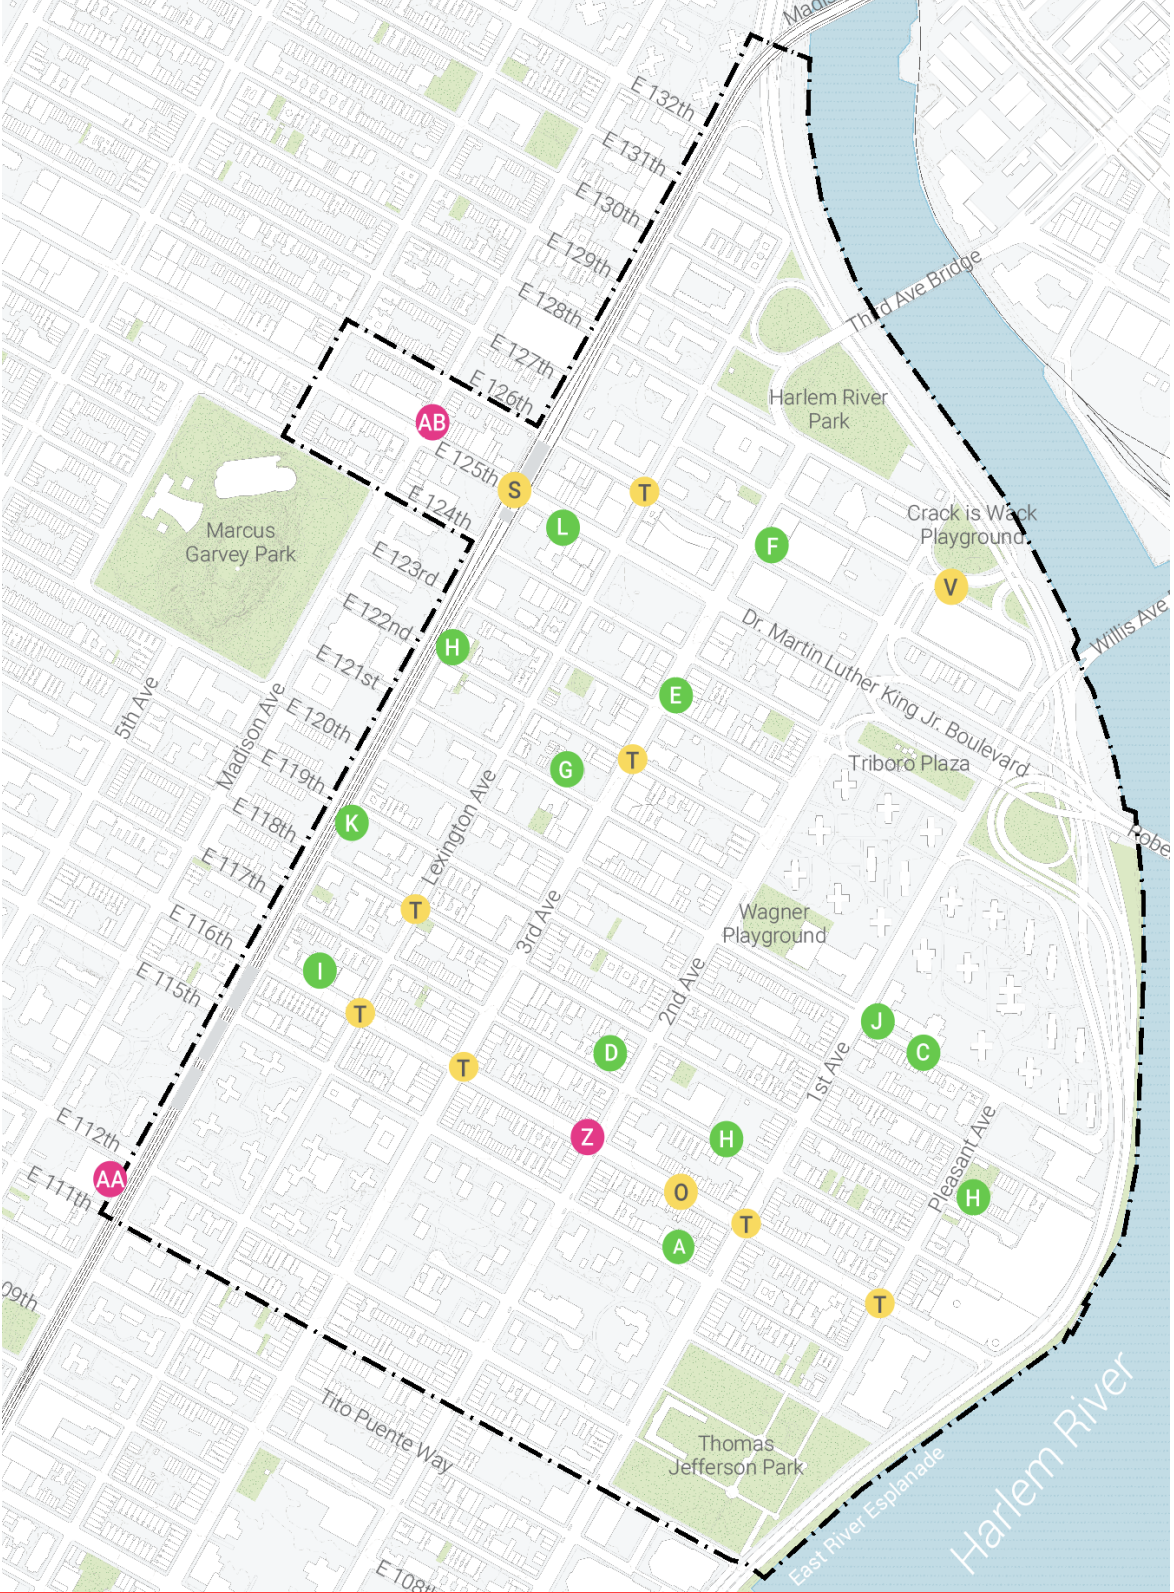 Madis
E 132th
E 131th
E 130th
E 129th
E 128th
E 127th
E 126th
Third Ave Bridge
Harlem River
Park
AB
E 125th
S
T
E 124th
L
F
Marcus
Garvey Park
Crack is Wack
Playground
E 123rd
V
E 122nd
H
Dr. Martin Luther King Jr. Boulevard
Willis Ave
E 121st
E
5th Ave
Madison Ave
E 120th
T
G
Triboro Plaza
E 119th
K
Lexington Ave
E 118th
Robe
E 117th
T
3rd Ave
Wagner
Playground
E 116th
I
E 115th
2nd Ave
T
J
D
C
T
1st Ave
E 112th
Z
H
Pleasant Ave
AA
E 111th
O
H
T
A
09th
T
Tito Puente Way
Thomas
Jefferson Park
East River Esplanade
Harlem River
E 108th